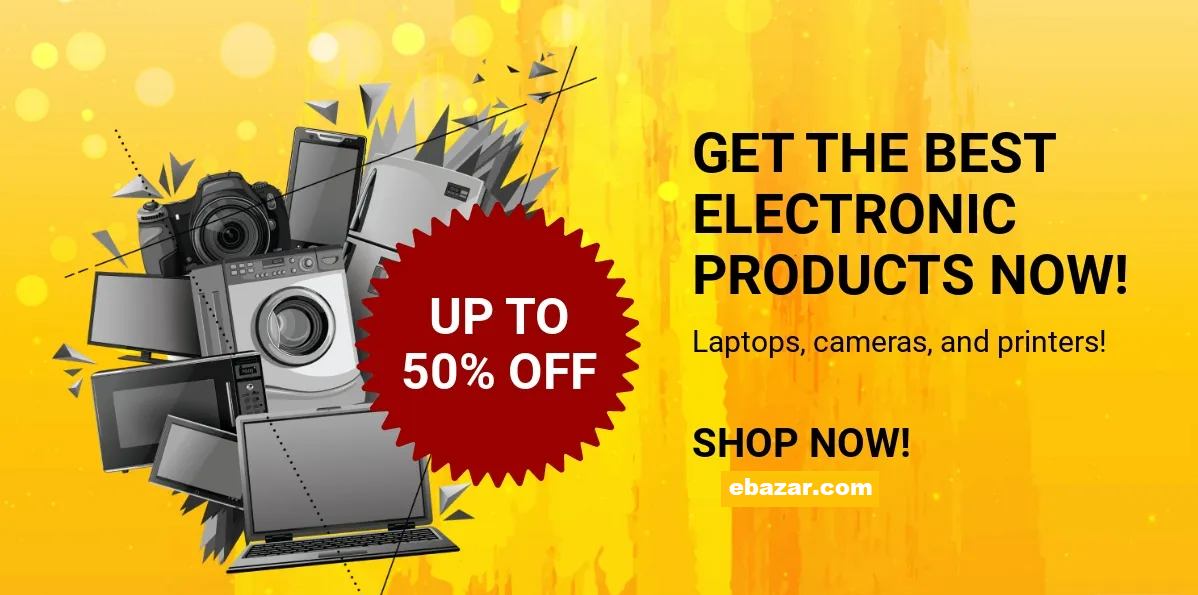 UP TO
50% OFF
GET THE BEST
ELECTRONIC
PRODUCTS NOW!
Laptops, cameras, and printers!
SHOP NOW!
ebazar.com